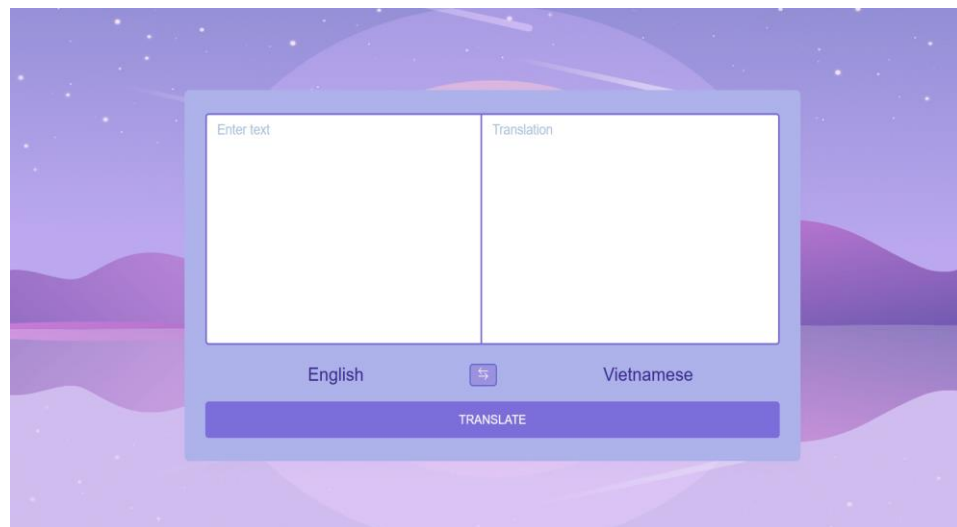 Enter text
Translation
English
Vietnamese
TRANSLATE